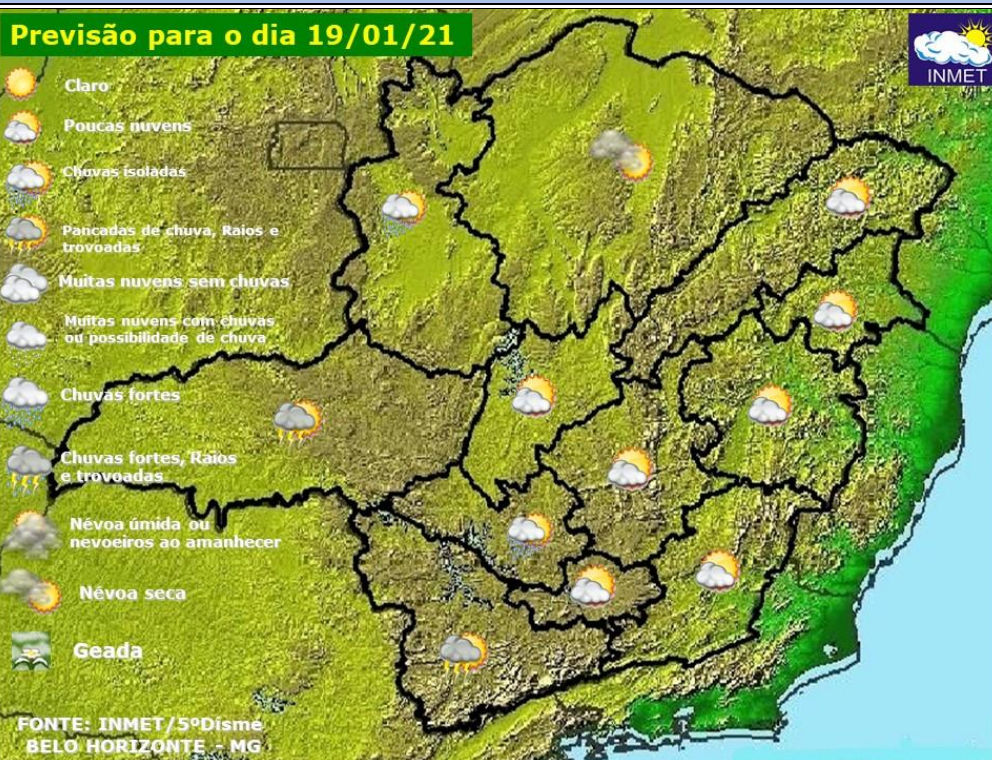 Previsão para o dia 19/01/21
INMET
Claro
Poucas nuvens
Chuvas isoladas
Pancadas de chuva, Raios e
trovoadas
Muitas nuvens sem chuvas
Muitas nuvens com chuvas
ou possibilidade de chuva
Chuvas fortes
Chuvas fortes, Raios
e trovoadas
Névoa úmida ou
nevoeiros ao amanhecer
Névoa seca
Geada
FONTE: INMET/5ºDisme
BELO HORIZONTE - MG